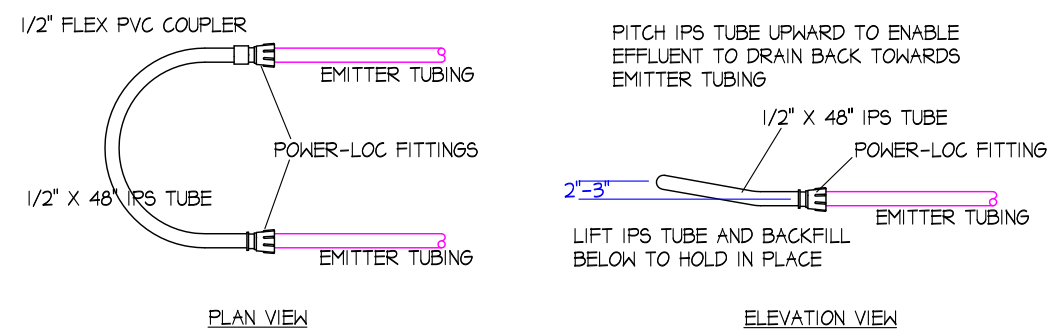 1/2" FLEX PVC COUPLER
EMITTER TUBING
POWER-LOC FITTINGS
1/2" X 48" IPS TUBE
EMITTER TUBING
PLAN VIEW
PITCH IPS TUBE UPWARD TO ENABLE
EFFLUENT TO DRAIN BACK TOWARDS
EMITTER TUBING
1/2" X 48" IPS TUBE
POWER-LOC FITTING
2"-3"
EMITTER TUBING
LIFT IPS TUBE AND BACKFILL
BELOW TO HOLD IN PLACE
ELEVATION VIEW